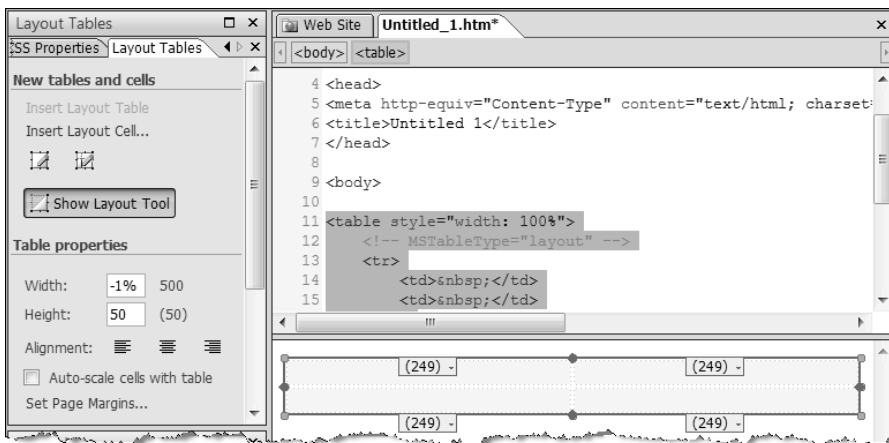 Layout Tables
SS Properties Layout Tables
New tables and cells
Insert Layout Table
Insert Layout Cell...
Show Layout Tool
Table properties
Width: -1% 500
Height: 50 (50)
Alignment:
Auto-scale cells with table
Set Page Margins...
Web Site Untitled_1.htm*
<body> <table>
4 <head>
5 <meta http-equiv="Content-Type" content="text/html; charset=
6 <title>Untitled 1</title>
7 </head>
8
9 <body>
10
11 <table style="width: 100%">
12 <!-- MSTableType="layout" -->
13 <tr>
14 <td>&nbsp;</td>
15 <td>&nbsp;</td>
(249) (249)
(249) (249)